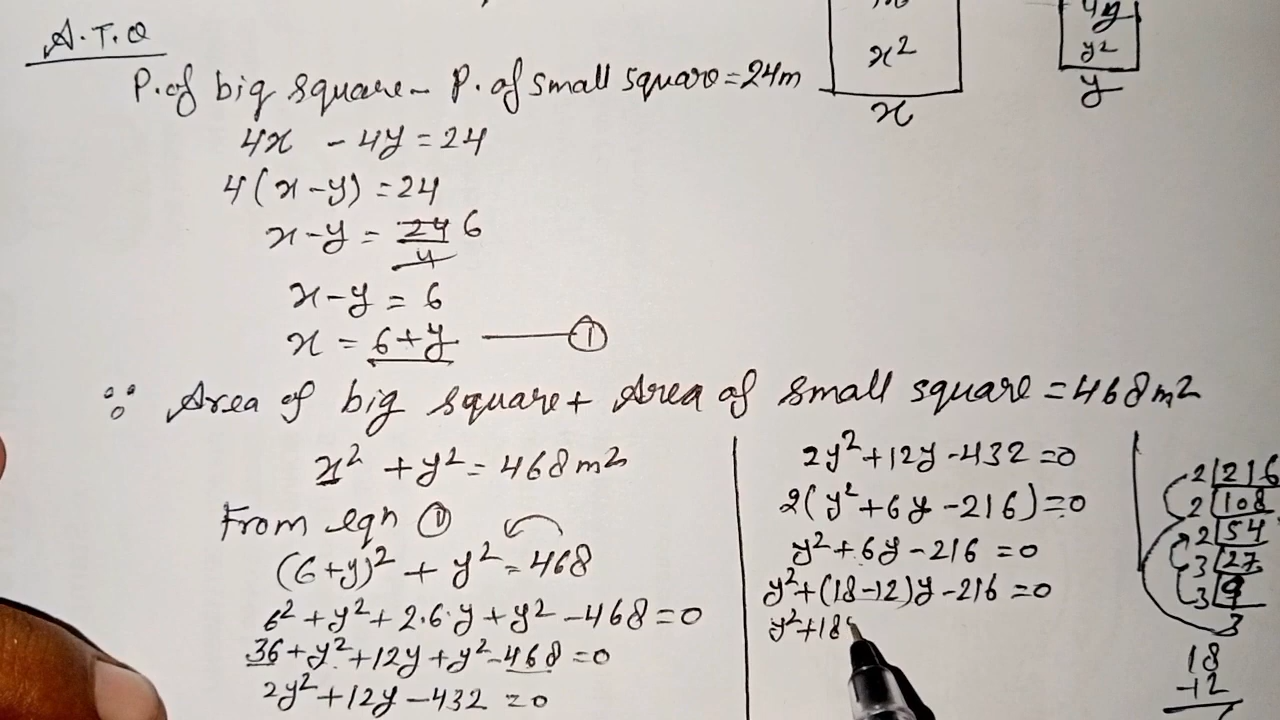 A.T.Q
x²
4y
y²
x
y
P. of big square - P. of small square = 24m
4x - 4y = 24
4(x-y) = 24
x-y = 24/4 6
x-y = 6
x = 6+y ——— ①
∵ Area of big square + Area of small square = 468m2
x² + y² = 468m2
From eqn ①
(6+y)² + y² = 468
6² + y² + 2·6·y + y² - 468 = 0
36 + y² + 12y + y² - 468 = 0
2y² + 12y - 432 = 0
2y² + 12y - 432 = 0
2(y² + 6y - 216) = 0
y² + 6y - 216 = 0
y² + (18-12)y - 216 = 0
y² + 18
2|216
2|108
2|54
3|27
3|9
3
18
-12